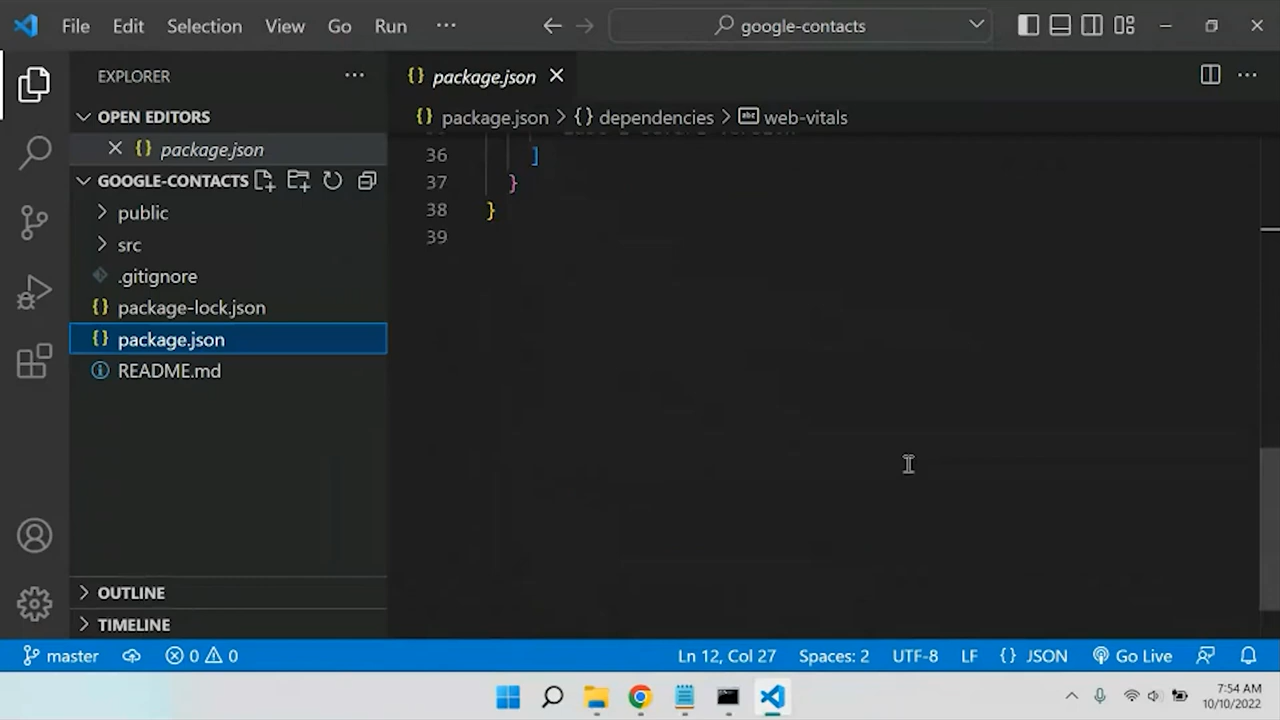 File Edit Selection View Go Run ··· google-contacts
EXPLORER ···
package.json
OPEN EDITORS
package.json > {} dependencies > abc web-vitals
{} package.json
GOOGLE-CONTACTS
public
src
.gitignore
{} package-lock.json
{} package.json
README.md
36 ]
37 }
38 }
39
OUTLINE
TIMELINE
master 0 0 Ln 12, Col 27 Spaces: 2 UTF-8 LF {} JSON Go Live
7:54 AM
10/10/2022